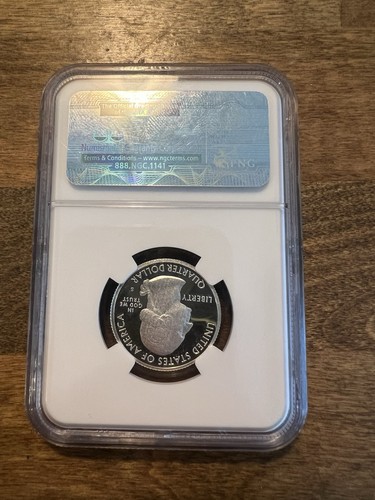 Terms & Conditions – www.ngcterms.com
888.NGC.1141
PNG
UNITED STATES OF AMERICA
LIBERTY
IN
GOD WE
TRUST
S
QUARTER DOLLAR